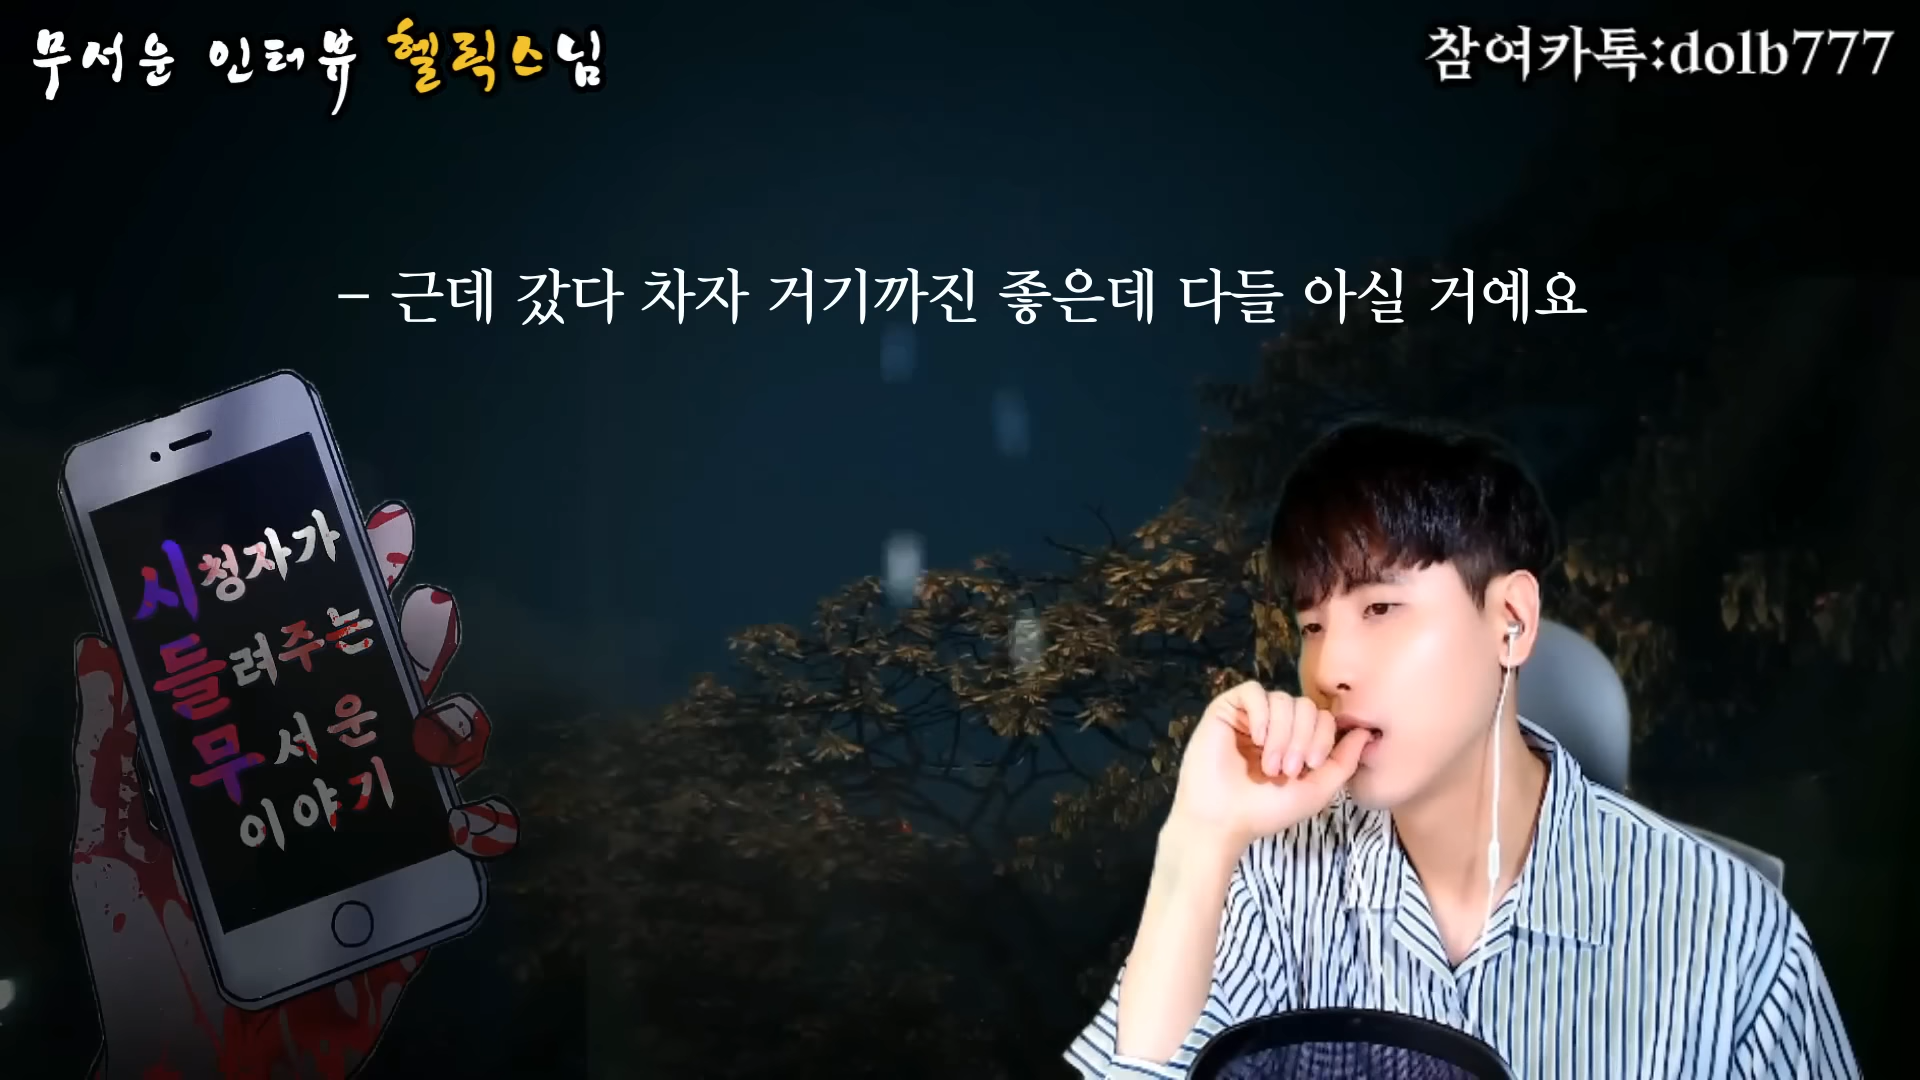 무서운 인터뷰 헬릭스님
참여카톡:dolb777
- 근데 갔다 차자 거기까진 좋은데 다들 아실 거예요
시청자가
들려주는
무서운
이야기